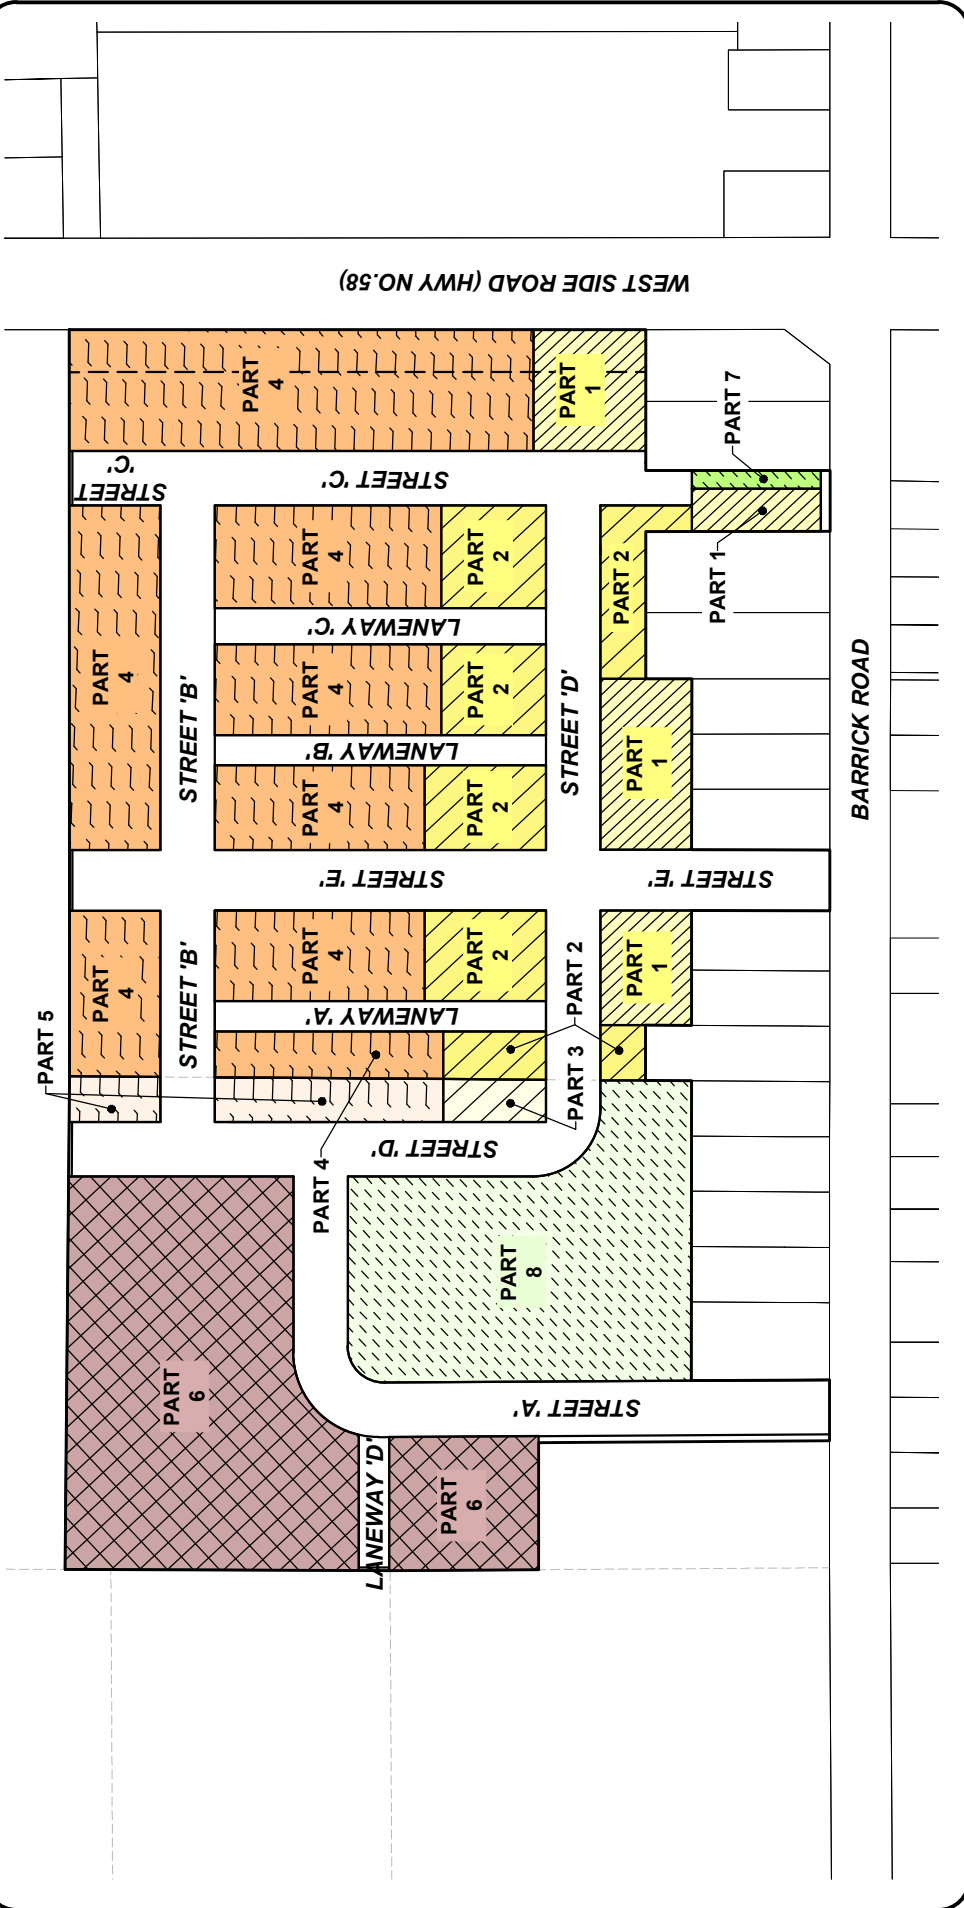 WEST SIDE ROAD (HWY NO.58)
PART
4
PART
1
PART 7
STREET
'C'
STREET 'C'
PART
4
PART
4
PART
2
PART 2
PART 1
LANEWAY 'C'
PART
4
PART
2
STREET 'B'
STREET 'D'
PART
1
BARRICK ROAD
LANEWAY 'B'
PART
4
PART
2
STREET 'E'
STREET 'E'
PART
4
STREET 'B'
PART
4
PART
2
PART 2
PART
1
LANEWAY 'A'
PART 5
PART 3
PART 4
STREET 'D'
PART
8
PART
6
STREET 'A'
LANEWAY 'D'
PART
6